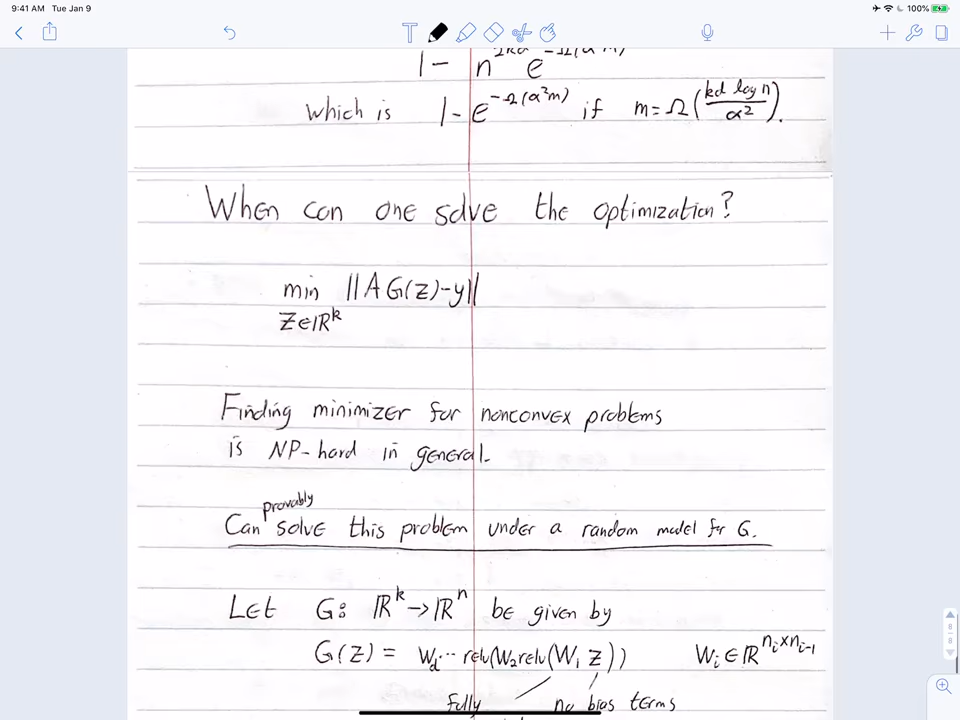 9:41 AM Tue Jan 9
100%
1 - n e
which is 1 - e^{-Ω(α²m)} if m = Ω(kd log n / α²).
When can one solve the optimization?
min ||A G(z) - y||
z∈ℝ^k
Finding minimizer for nonconvex problems
is NP-hard in general.
provably
Can solve this problem under a random model for G.
Let G: ℝ^k → ℝ^n be given by
G(z) = W_d ... relu(W_2 relu(W_1 z)) W_i ∈ ℝ^{n_i × n_{i-1}}
fully no bias terms